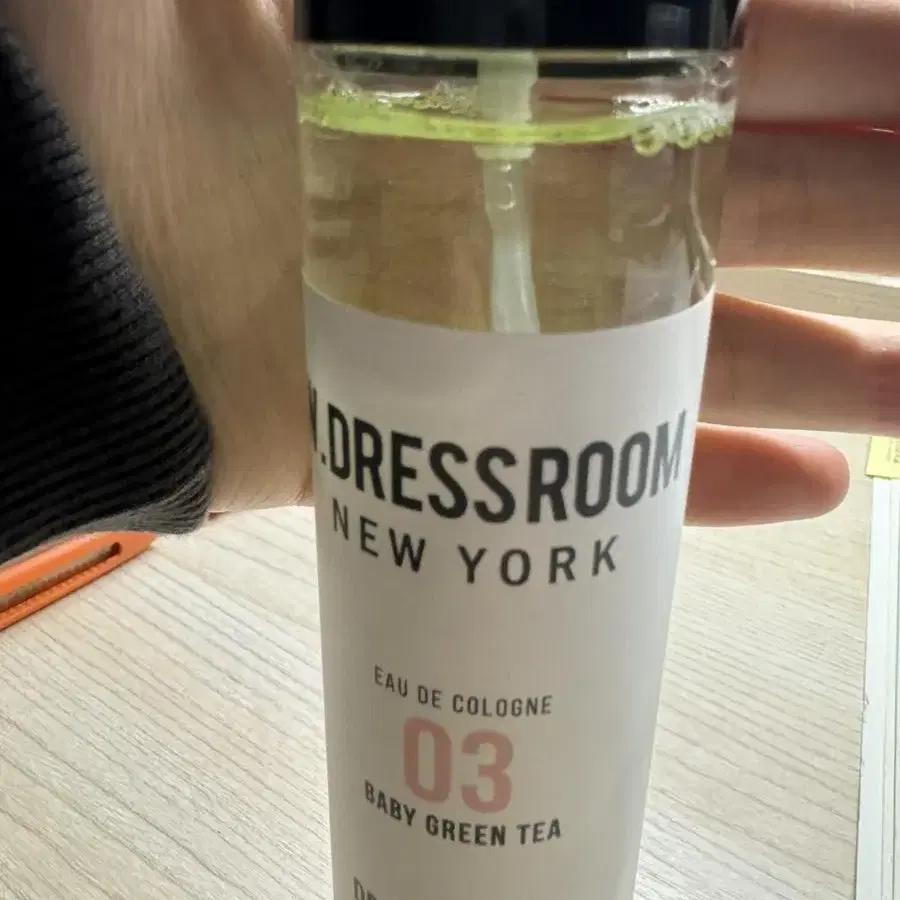 W.DRESSROOM
NEW YORK
EAU DE COLOGNE
03
BABY GREEN TEA